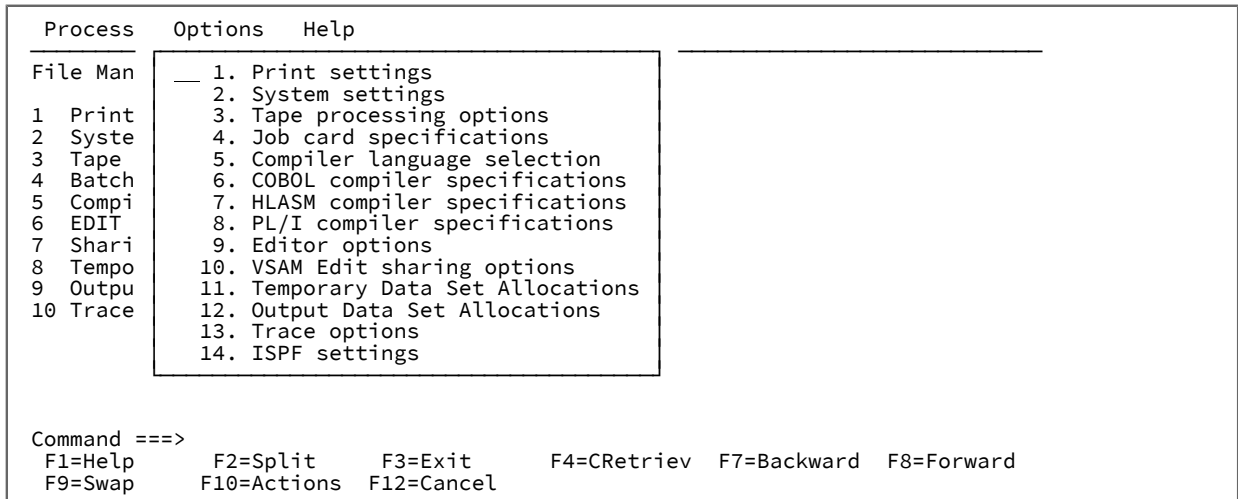 Process Options Help
File Man __ 1. Print settings
2. System settings
1 Print 3. Tape processing options
2 Syste 4. Job card specifications
3 Tape 5. Compiler language selection
4 Batch 6. COBOL compiler specifications
5 Compi 7. HLASM compiler specifications
6 EDIT 8. PL/I compiler specifications
7 Shari 9. Editor options
8 Tempo 10. VSAM Edit sharing options
9 Outpu 11. Temporary Data Set Allocations
10 Trace 12. Output Data Set Allocations
13. Trace options
14. ISPF settings
Command ===>
F1=Help F2=Split F3=Exit F4=CRetriev F7=Backward F8=Forward
F9=Swap F10=Actions F12=Cancel